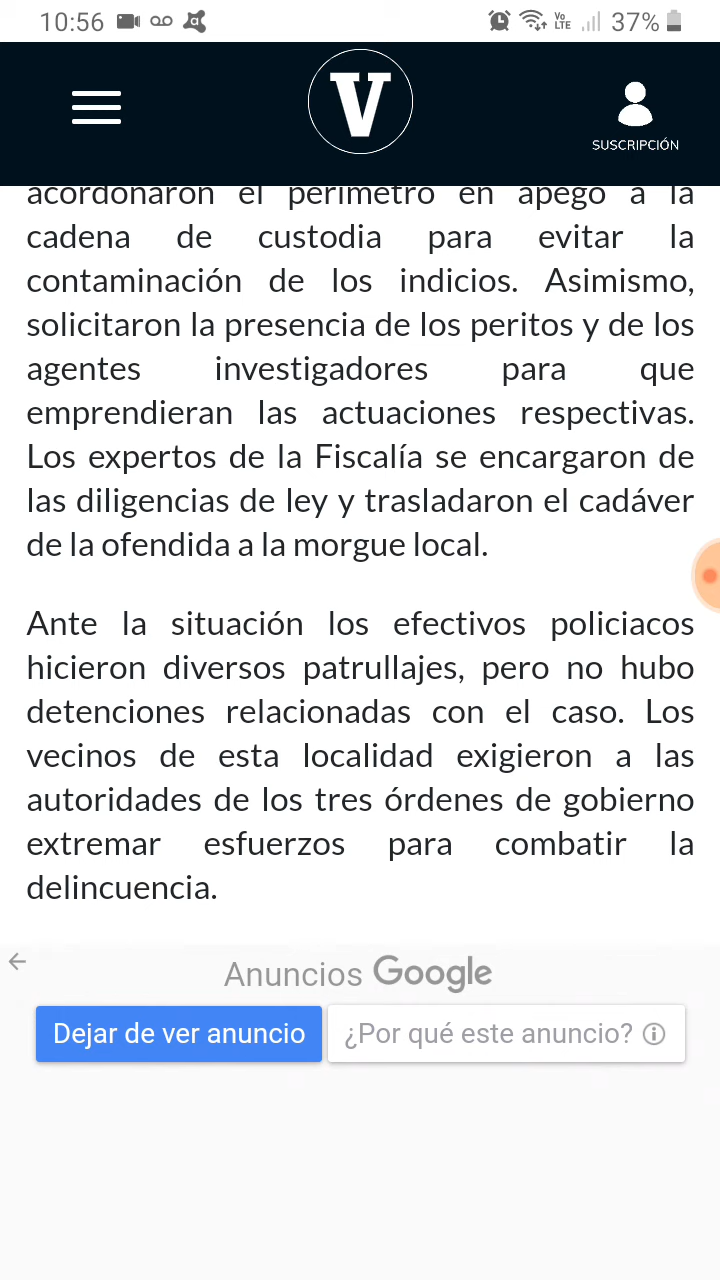 10:56
Vo LTE 37%
V
SUSCRIPCIÓN
acordonaron el perímetro en apego a la
cadena de custodia para evitar la
contaminación de los indicios. Asimismo,
solicitaron la presencia de los peritos y de los
agentes investigadores para que
emprendieran las actuaciones respectivas.
Los expertos de la Fiscalía se encargaron de
las diligencias de ley y trasladaron el cadáver
de la ofendida a la morgue local.
Ante la situación los efectivos policiacos
hicieron diversos patrullajes, pero no hubo
detenciones relacionadas con el caso. Los
vecinos de esta localidad exigieron a las
autoridades de los tres órdenes de gobierno
extremar esfuerzos para combatir la
delincuencia.
Anuncios Google
Dejar de ver anuncio
¿Por qué este anuncio?